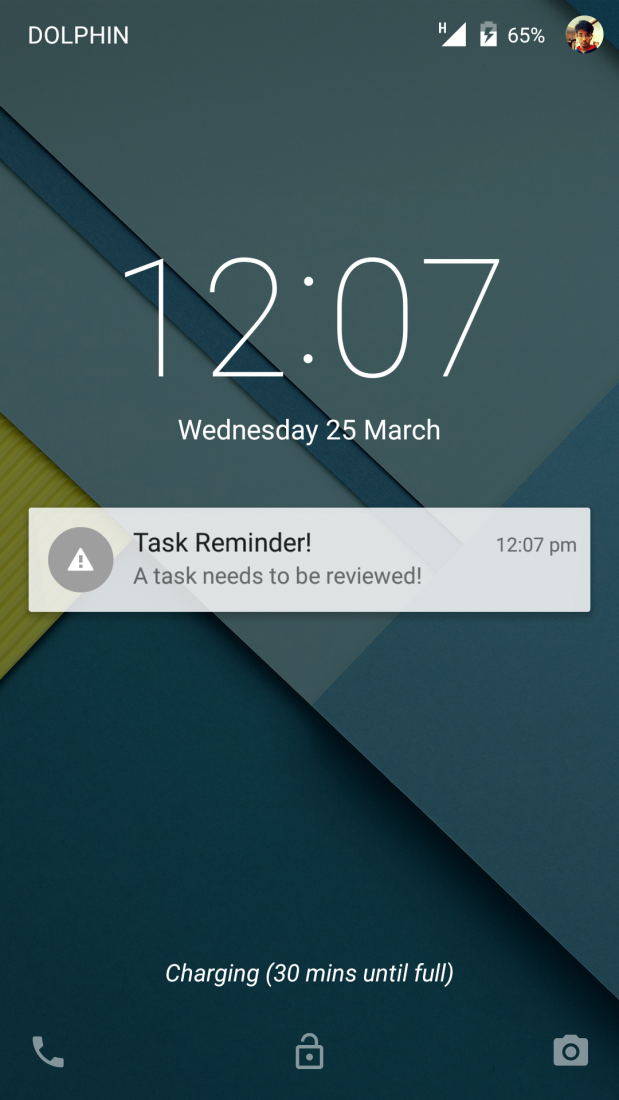 DOLPHIN
H
65%
12:07
Wednesday 25 March
Task Reminder!
12:07 pm
A task needs to be reviewed!
Charging (30 mins until full)